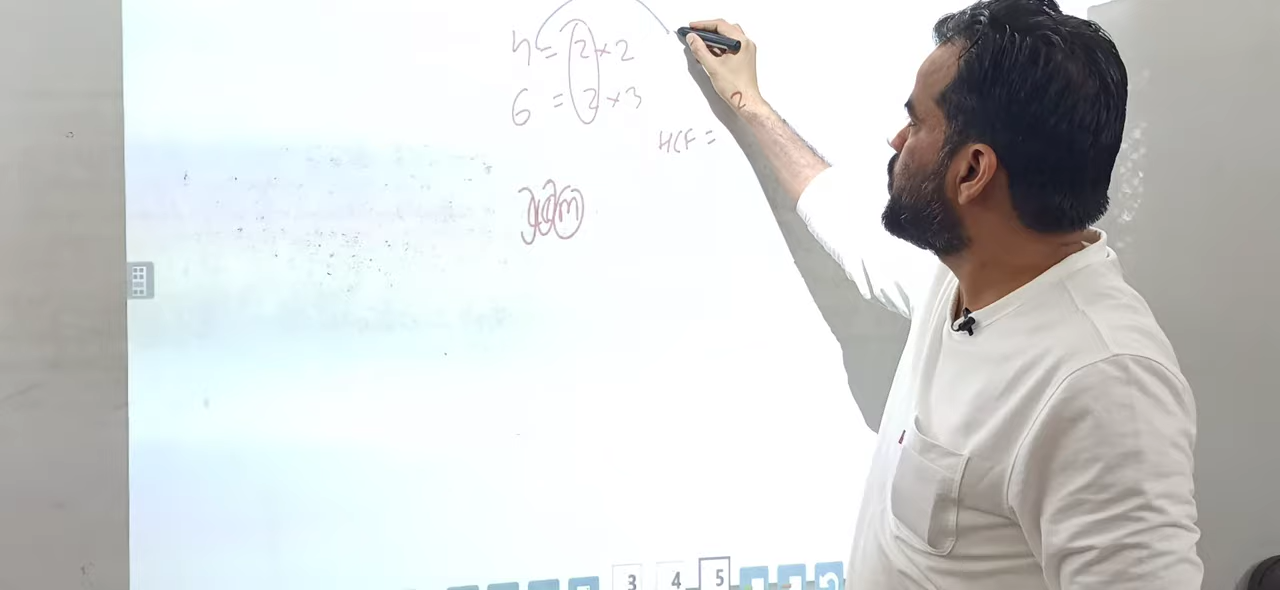 4 = 2 × 2
6 = 2 × 3
2
HCF =
3 4 5